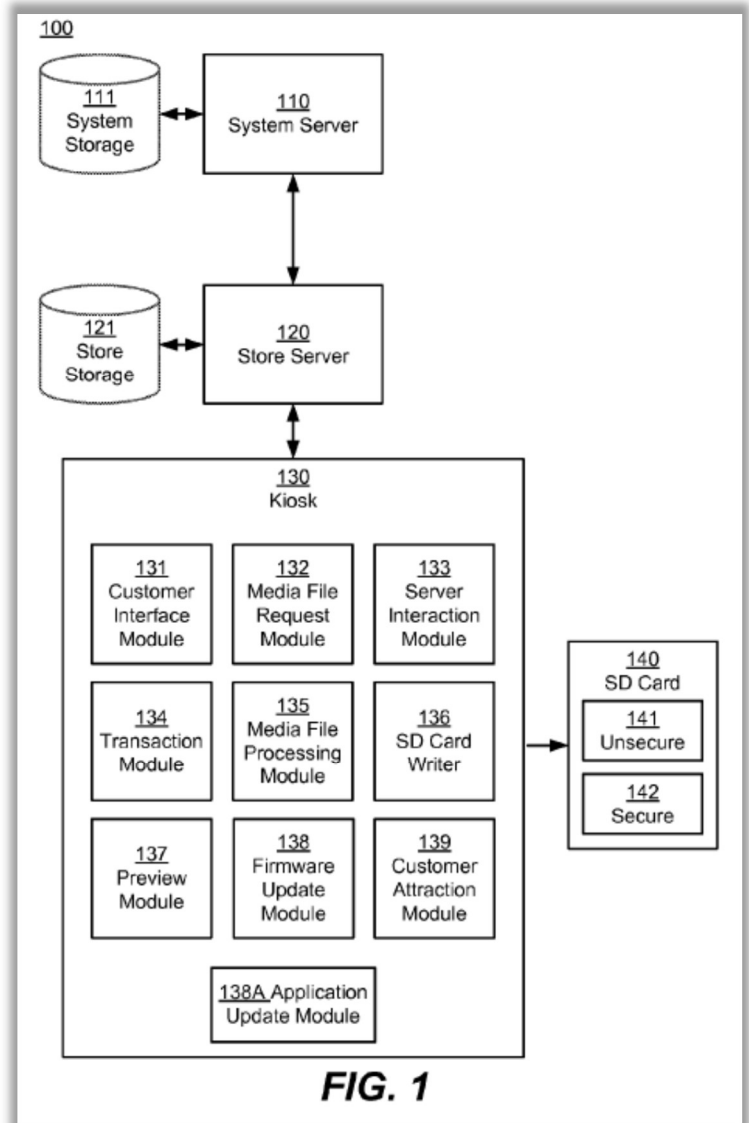 100
111
System
Storage
110
System Server
121
Store
Storage
120
Store Server
130
Kiosk
131
Customer
Interface
Module
132
Media File
Request
Module
133
Server
Interaction
Module
134
Transaction
Module
135
Media File
Processing
Module
136
SD Card
Writer
137
Preview
Module
138
Firmware
Update
Module
139
Customer
Attraction
Module
138A Application
Update Module
140
SD Card
141
Unsecure
142
Secure
FIG. 1